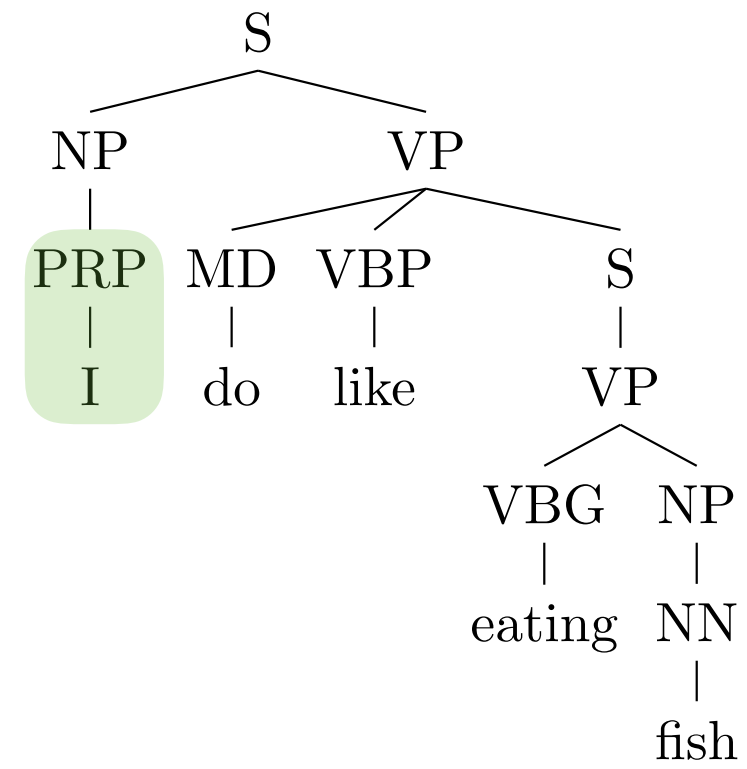 S
NP VP
PRP MD VBP S
I do like VP
VBG NP
eating NN
fish